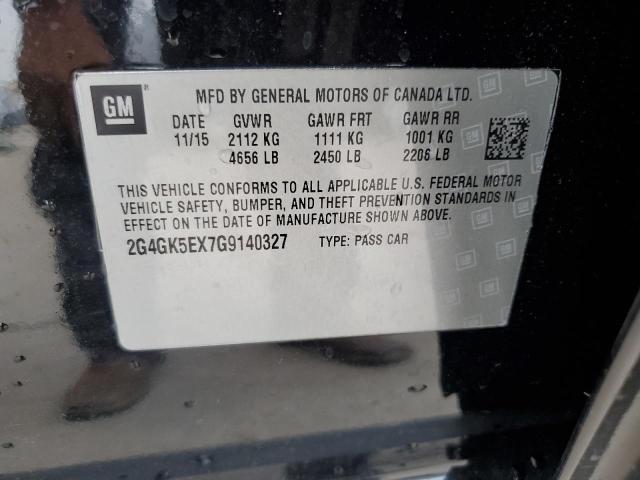 GM
MFD BY GENERAL MOTORS OF CANADA LTD.
DATE GVWR GAWR FRT GAWR RR
11/15 2112 KG 1111 KG 1001 KG
4656 LB 2450 LB 2206 LB
THIS VEHICLE CONFORMS TO ALL APPLICABLE U.S. FEDERAL MOTOR
VEHICLE SAFETY, BUMPER, AND THEFT PREVENTION STANDARDS IN
EFFECT ON THE DATE OF MANUFACTURE SHOWN ABOVE.
2G4GK5EX7G9140327 TYPE: PASS CAR